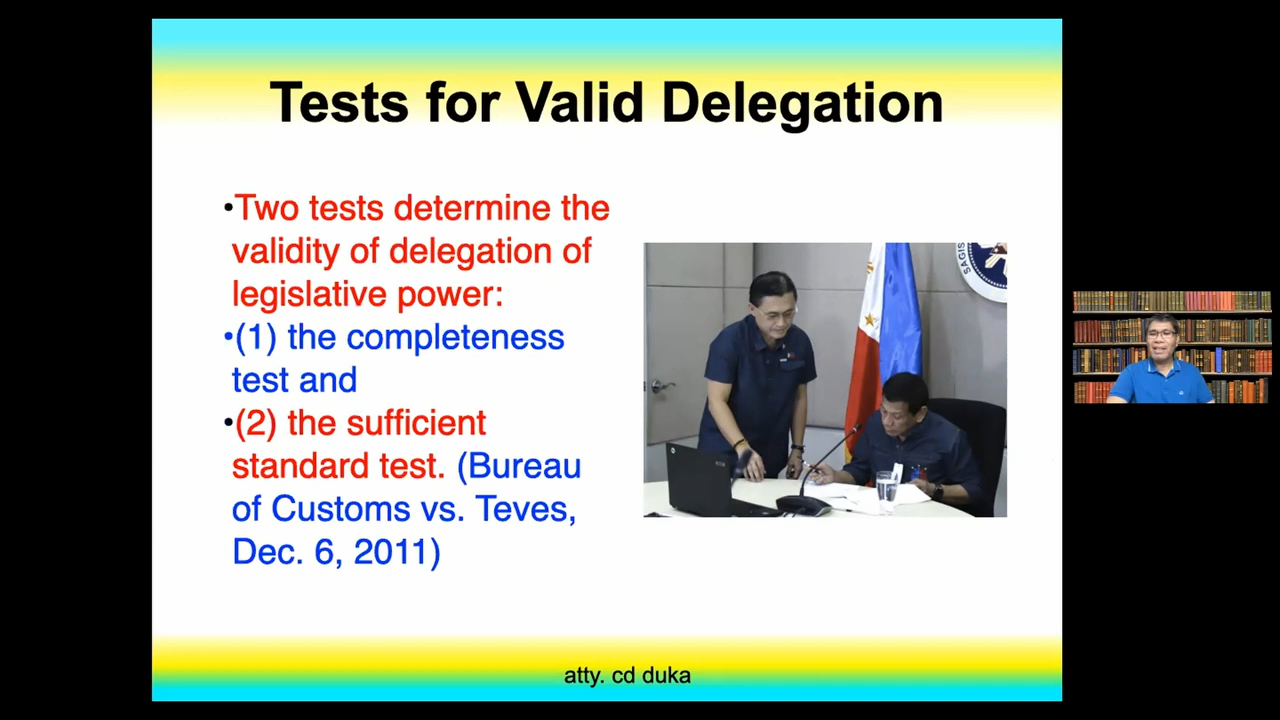 Tests for Valid Delegation
•Two tests determine the
validity of delegation of
legislative power:
•(1) the completeness
test and
•(2) the sufficient
standard test. (Bureau
of Customs vs. Teves,
Dec. 6, 2011)
SAGIS
atty. cd duka